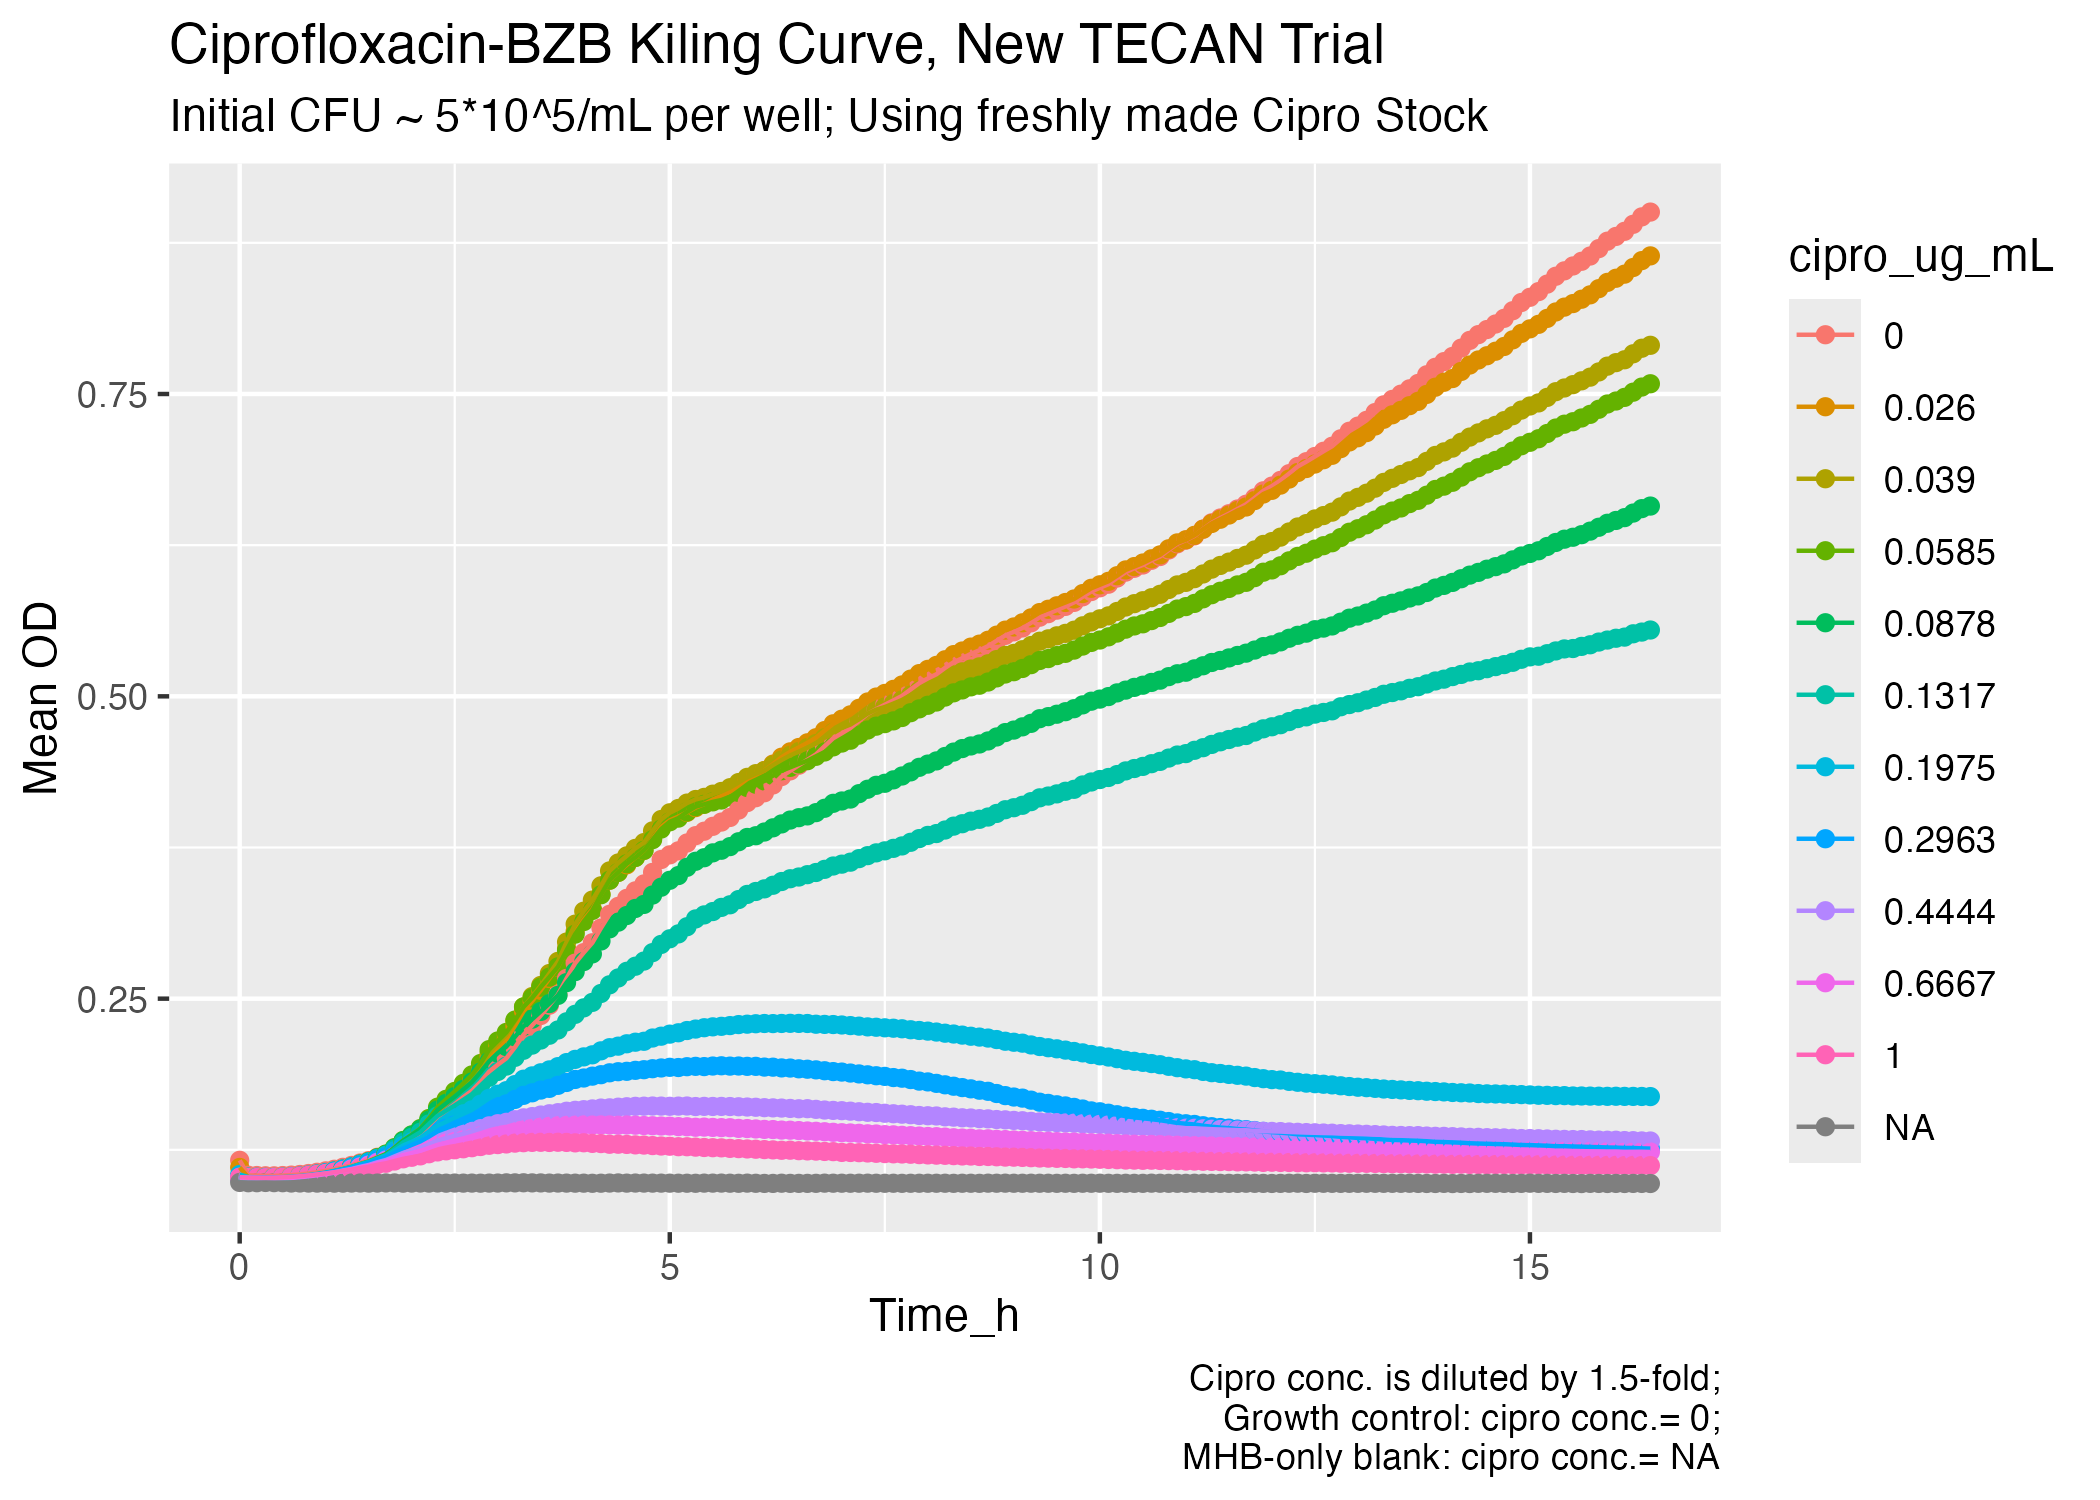 Ciprofloxacin-BZB Kiling Curve, New TECAN Trial
Initial CFU ~ 5*10^5/mL per well; Using freshly made Cipro Stock
Mean OD
0.75
0.50
0.25
0
5
10
15
Time_h
cipro_ug_mL
0
0.026
0.039
0.0585
0.0878
0.1317
0.1975
0.2963
0.4444
0.6667
1
NA
Cipro conc. is diluted by 1.5-fold;
Growth control: cipro conc.= 0;
MHB-only blank: cipro conc.= NA